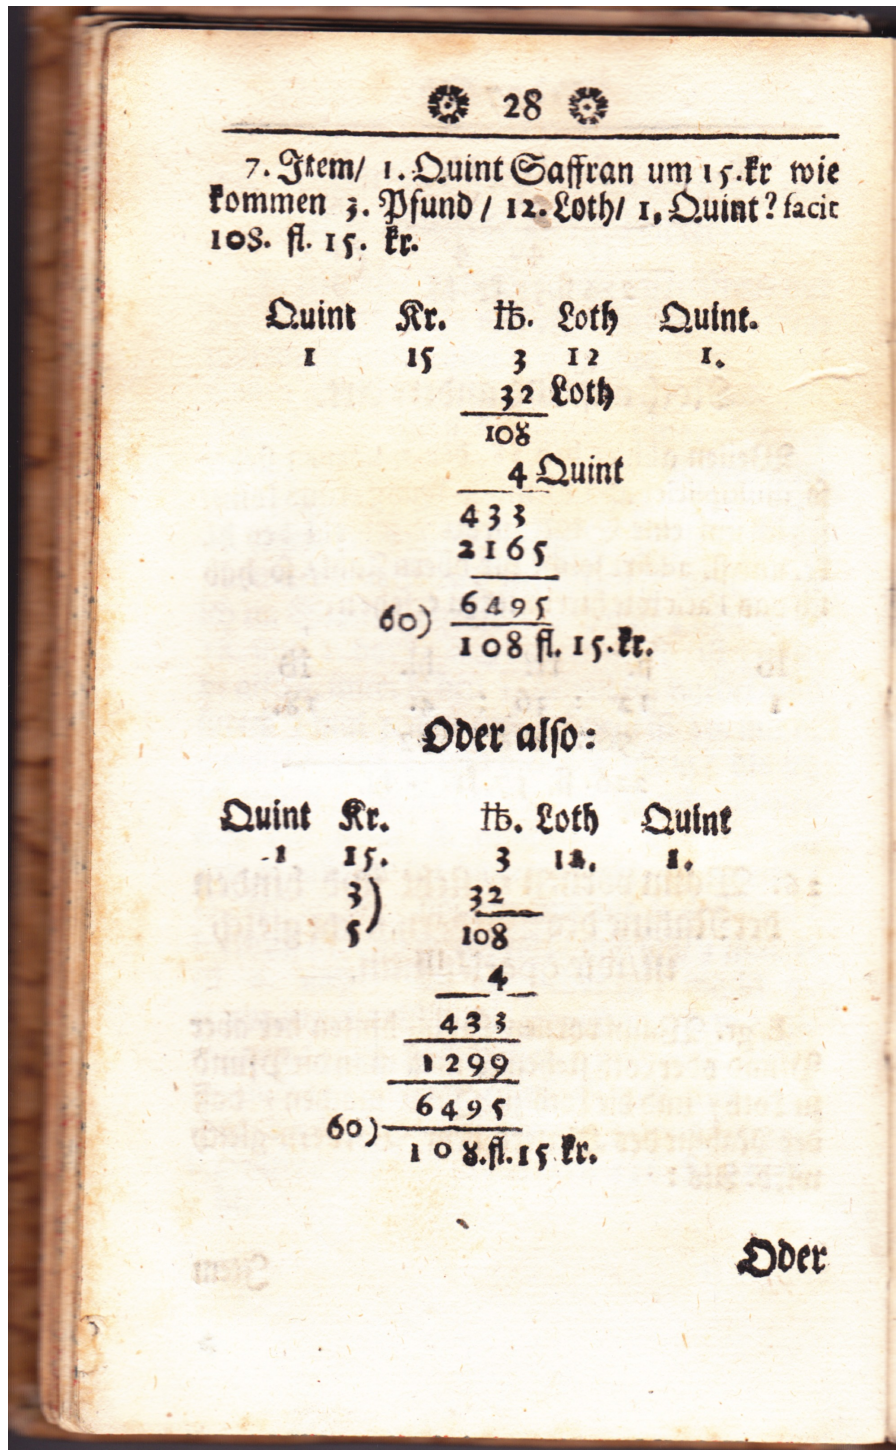 28
7. Item/ 1. Quint Saffran um 15.kr wie
kommen 3. Pfund / 12. Loth/ 1. Quint? facit
108. fl. 15. kr.
Quint Kr. ℔. Loth Quint.
1 15 3 12 1.
32 Loth
108
4 Quint
433
2165
6495
60)
108 fl. 15.kr.
Oder also:
Quint Kr. ℔. Loth Quint
1 15. 3 12. 1.
3) 32
5 108
4
433
1299
6495
60)
108.fl.15 kr.
Oder